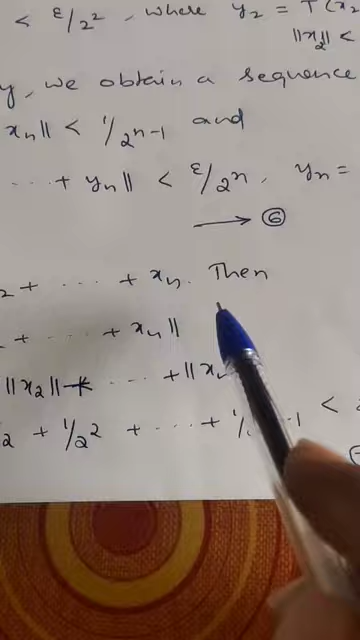 < ε/2², where y₂ = T(x₂
||x₂|| <
y, we obtain a sequence
xₙ|| < 1/2ⁿ⁻¹ and
..... + yₙ|| < ε/2ⁿ, yₙ =
⟶ ⑥
₂ + ..... + xₙ. Then
+ ..... + xₙ||
||x₂|| + ..... + ||xₙ
/₂ + 1/2² + ..... + 1/ -1 <